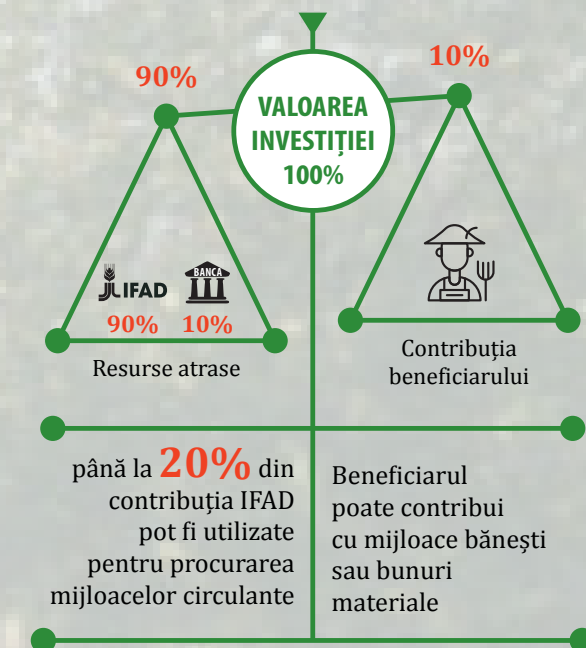 90%
10%
VALOAREA
INVESTIȚIEI
100%
JLIFAD
BANCA
90% 10%
Resurse atrase
Contribuția
beneficiarului
până la 20% din
contribuția IFAD
pot fi utilizate
pentru procurarea
mijloacelor circulante
Beneficiarul
poate contribui
cu mijloace bănești
sau bunuri
materiale